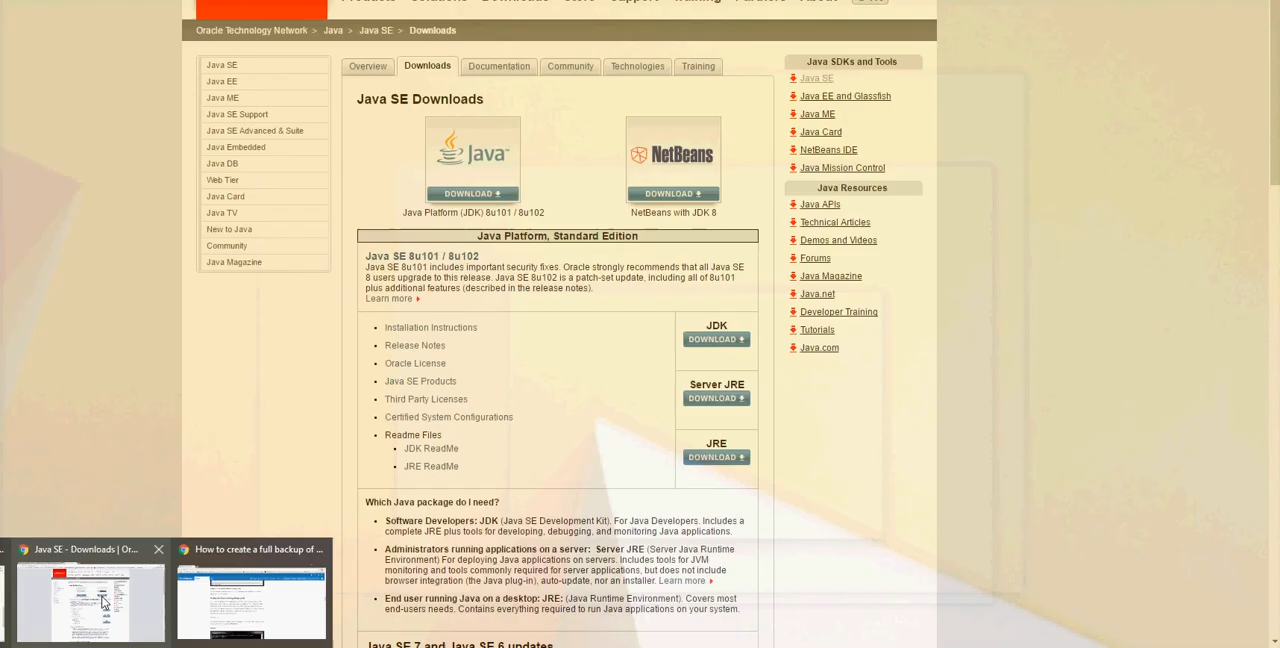 Products Solutions Downloads Store Support Training Partners About
Oracle Technology Network > Java > Java SE > Downloads
Java SE
Java EE
Java ME
Java SE Support
Java SE Advanced & Suite
Java Embedded
Java DB
Web Tier
Java Card
Java TV
New to Java
Community
Java Magazine
Overview Downloads Documentation Community Technologies Training
Java SE Downloads
Java™
DOWNLOAD
Java Platform (JDK) 8u101 / 8u102
NetBeans
DOWNLOAD
NetBeans with JDK 8
Java Platform, Standard Edition
Java SE 8u101 / 8u102
Java SE 8u101 includes important security fixes. Oracle strongly recommends that all Java SE
8 users upgrade to this release. Java SE 8u102 is a patch-set update, including all of 8u101
plus additional features (described in the release notes).
Learn more
Installation Instructions
Release Notes
Oracle License
Java SE Products
Third Party Licenses
Certified System Configurations
Readme Files
JDK ReadMe
JRE ReadMe
JDK
DOWNLOAD
Server JRE
DOWNLOAD
JRE
DOWNLOAD
Which Java package do I need?
Software Developers: JDK (Java SE Development Kit). For Java Developers. Includes a
complete JRE plus tools for developing, debugging, and monitoring Java applications.
Administrators running applications on a server: Server JRE (Server Java Runtime
Environment) For deploying Java applications on servers. Includes tools for JVM
monitoring and tools commonly required for server applications, but does not include
browser integration (the Java plug-in), auto-update, nor an installer. Learn more
End user running Java on a desktop: JRE: (Java Runtime Environment). Covers most
end-users needs. Contains everything required to run Java applications on your system.
Java SE 7 and Java SE 6 updates
Java SDKs and Tools
Java SE
Java EE and Glassfish
Java ME
Java Card
NetBeans IDE
Java Mission Control
Java Resources
Java APIs
Technical Articles
Demos and Videos
Forums
Java Magazine
Java.net
Developer Training
Tutorials
Java.com
Java SE - Downloads | Or...
How to create a full backup of ...